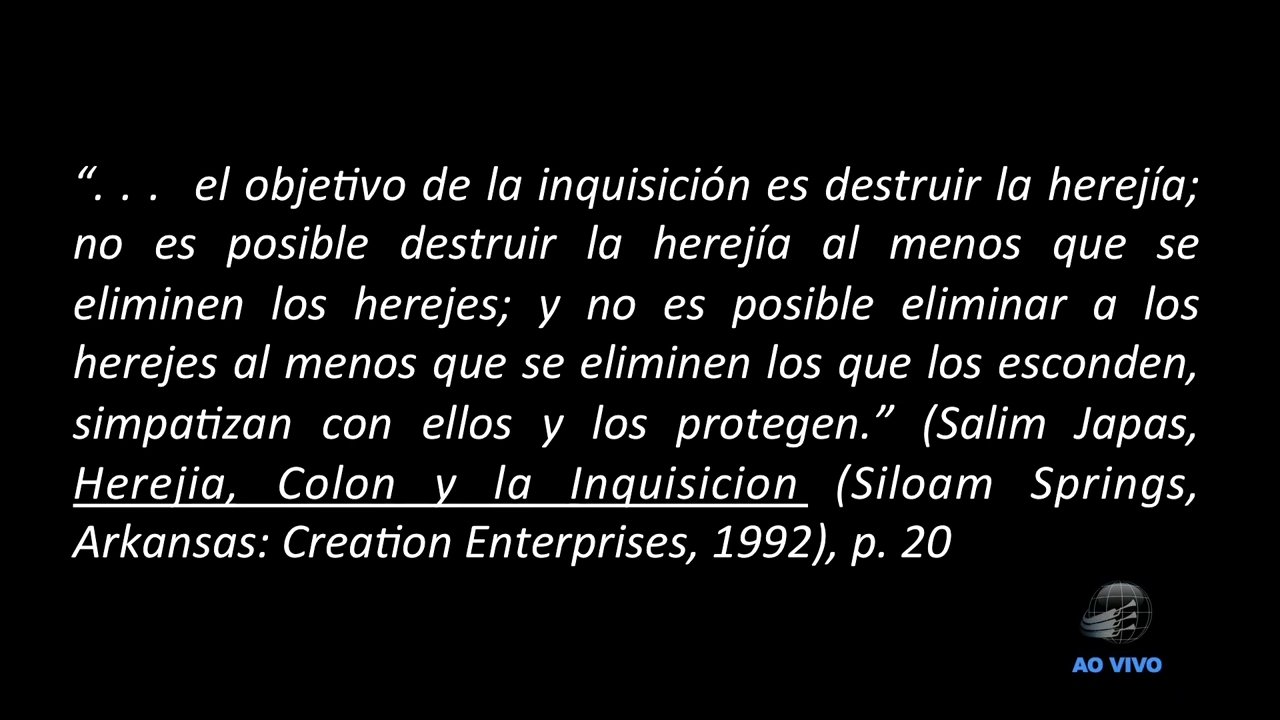 “. . . el objetivo de la inquisición es destruir la herejía;
no es posible destruir la herejía al menos que se
eliminen los herejes; y no es posible eliminar a los
herejes al menos que se eliminen los que los esconden,
simpatizan con ellos y los protegen.” (Salim Japas,
Herejia, Colon y la Inquisicion (Siloam Springs,
Arkansas: Creation Enterprises, 1992), p. 20
AO VIVO